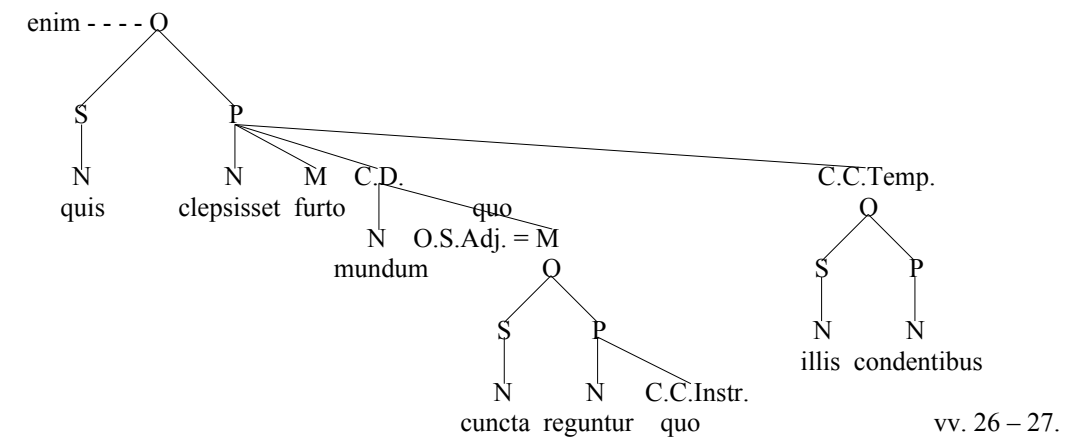 enim - - - - O
S P
N N M C.D. C.C.Temp.
quis clepsisset furto quo O
N O.S.Adj. = M
mundum O S P
S P N N
illis condentibus
N N C.C.Instr.
cuncta reguntur quo vv. 26 – 27.